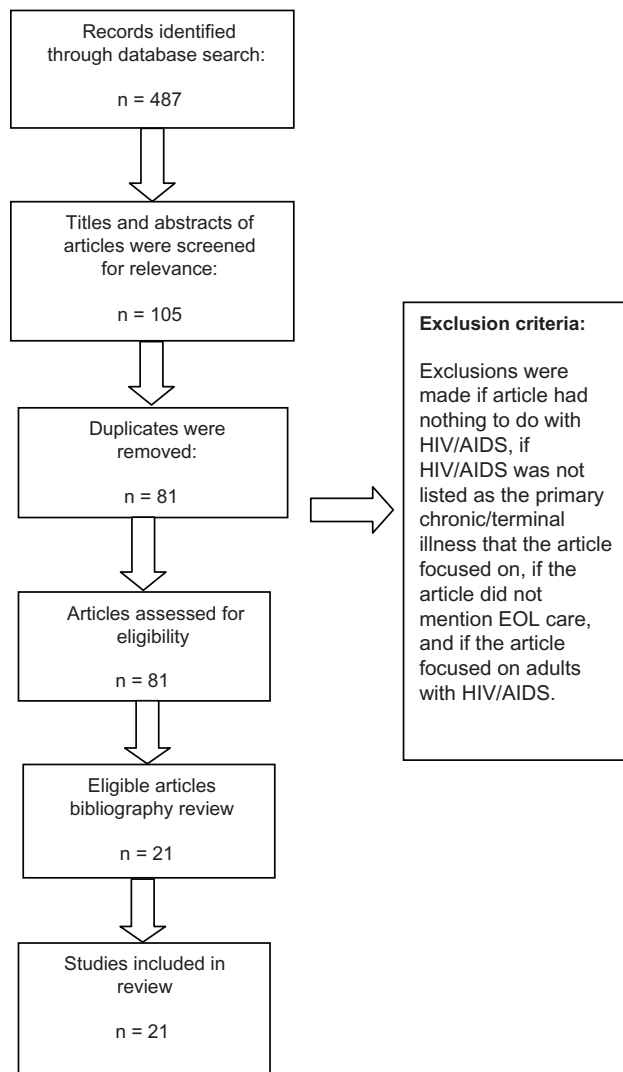 Records identified
through database search:
n = 487
Titles and abstracts of
articles were screened
for relevance:
n = 105
Duplicates were
removed:
n = 81
Exclusion criteria:
Exclusions were
made if article had
nothing to do with
HIV/AIDS, if
HIV/AIDS was not
listed as the primary
chronic/terminal
illness that the article
focused on, if the
article did not
mention EOL care,
and if the article
focused on adults
with HIV/AIDS.
Articles assessed for
eligibility
n = 81
Eligible articles
bibliography review
n = 21
Studies included in
review
n = 21